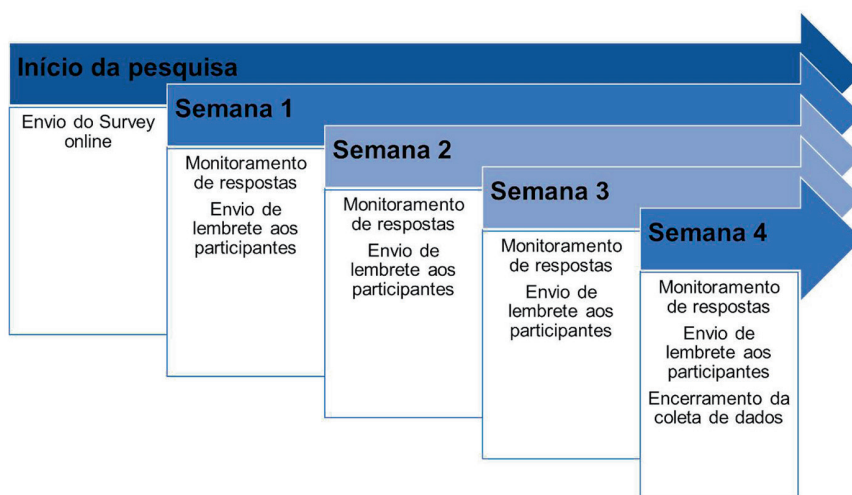 Início da pesquisa
Envio do Survey
online
Semana 1
Monitoramento
de respostas
Envio de
lembrete aos
participantes
Semana 2
Monitoramento
de respostas
Envio de
lembrete aos
participantes
Semana 3
Monitoramento
de respostas
Envio de
lembrete aos
participantes
Semana 4
Monitoramento
de respostas
Envio de
lembrete aos
participantes
Encerramento da
coleta de dados